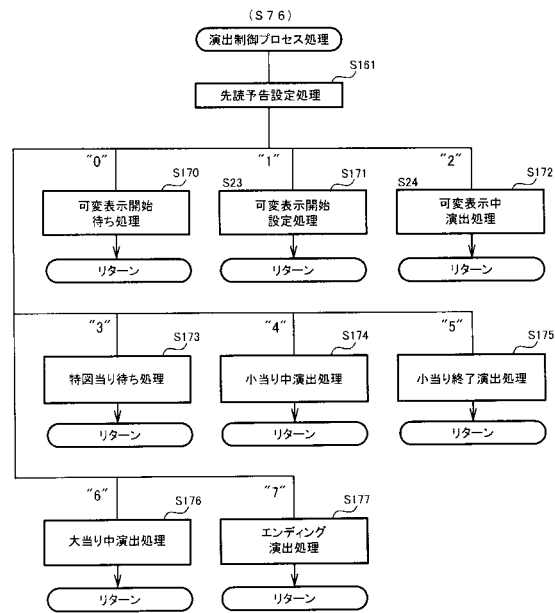 (S76)
演出制御プロセス処理
S161
先読予告設定処理
"0"
"1"
"2"
S170
S23
S171
S24
S172
可変表示開始
待ち処理
可変表示開始
設定処理
可変表示中
演出処理
リターン
リターン
リターン
"3"
"4"
"5"
S173
S174
S175
特図当り待ち処理
小当り中演出処理
小当り終了演出処理
リターン
リターン
リターン
"6"
"7"
S176
S177
大当り中演出処理
エンディング
演出処理
リターン
リターン